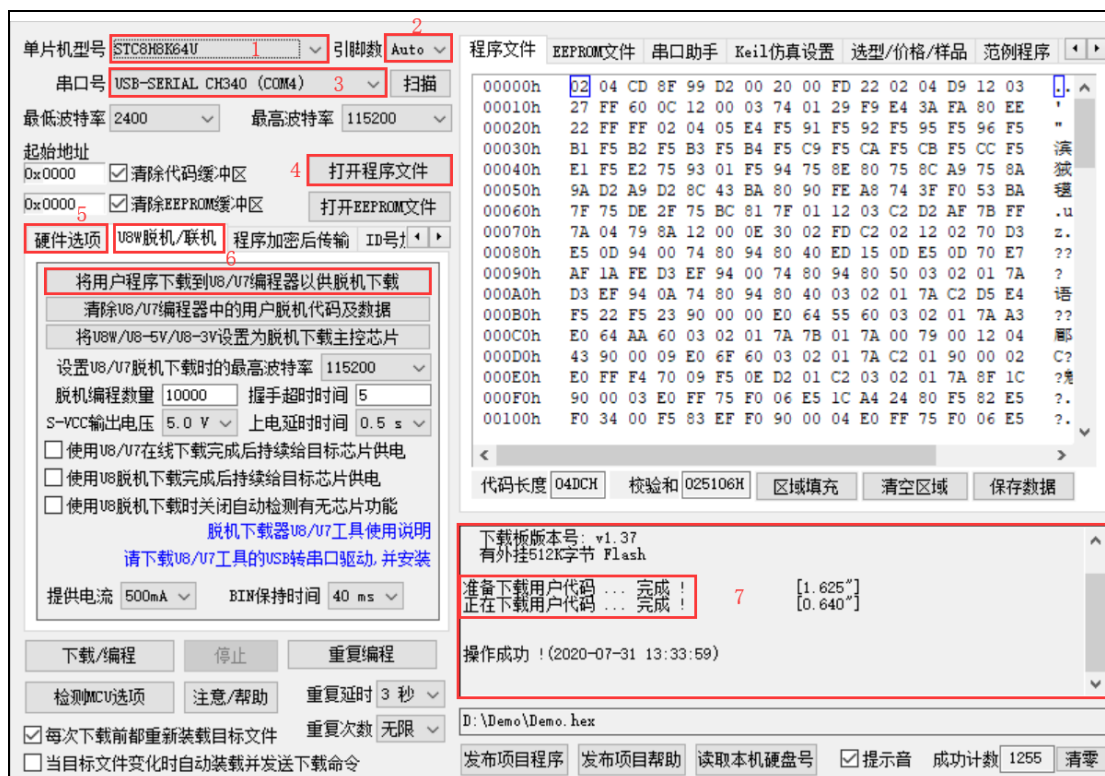 单片机型号 STC8H8K64U 1 引脚数 2 Auto
串口号 USB-SERIAL CH340 (COM4) 3 扫描
最低波特率 2400 最高波特率 115200
起始地址
0x0000 清除代码缓冲区 4 打开程序文件
0x0000 清除EEPROM缓冲区 打开EEPROM文件
5 硬件选项 U8W脱机/联机 程序加密后传输 ID号
6
将用户程序下载到U8/U7编程器以供脱机下载
清除U8/U7编程器中的用户脱机代码及数据
将U8W/U8-5V/U8-3V设置为脱机下载主控芯片
设置U8/U7脱机下载时的最高波特率 115200
脱机编程数量 10000 握手超时时间 5
S-VCC输出电压 5.0 V 上电延时时间 0.5 s
使用U8/U7在线下载完成后持续给目标芯片供电
使用U8脱机下载完成后持续给目标芯片供电
使用U8脱机下载时关闭自动检测有无芯片功能
脱机下载器U8/U7工具使用说明
请下载U8/U7工具的USB转串口驱动,并安装
提供电流 500mA BIN保持时间 40 ms
下载/编程 停止 重复编程
检测MCU选项 注意/帮助 重复延时 3 秒
重复次数 无限
每次下载前都重新装载目标文件
当目标文件变化时自动装载并发送下载命令
程序文件 EEPROM文件 串口助手 Keil仿真设置 选型/价格/样品 范例程序
00000h 02 04 CD 8F 99 D2 00 20 00 FD 22 02 04 D9 12 03 ..
00010h 27 FF 60 0C 12 00 03 74 01 29 F9 E4 3A FA 80 EE '
00020h 22 FF FF 02 04 05 E4 F5 91 F5 92 F5 95 F5 96 F5 "
00030h B1 F5 B2 F5 B3 F5 B4 F5 C9 F5 CA F5 CB F5 CC F5 滨
00040h E1 F5 E2 75 93 01 F5 94 75 8E 80 75 8C A9 75 8A
00050h 9A D2 A9 D2 8C 43 BA 80 90 FE A8 74 3F F0 53 BA
00060h 7F 75 DE 2F 75 BC 81 7F 01 12 03 C2 D2 AF 7B FF .u
00070h 7A 04 79 8A 12 00 0E 30 02 FD C2 02 12 02 70 D3 z.
00080h E5 0D 94 00 74 80 94 80 40 ED 15 0D E5 0D 70 E7 ??
00090h AF 1A FE D3 EF 94 00 74 80 94 80 50 03 02 01 7A ?
000A0h D3 EF 94 0A 74 80 94 80 40 03 02 01 7A C2 D5 E4 语
000B0h F5 22 F5 23 90 00 00 E0 64 55 60 03 02 01 7A A3 ??
000C0h E0 64 AA 60 03 02 01 7A 7B 01 7A 00 79 00 12 04 郿
000D0h 43 90 00 09 E0 6F 60 03 02 01 7A C2 01 90 00 02 C?
000E0h E0 FF F4 70 09 F5 0E D2 01 C2 03 02 01 7A 8F 1C ?
000F0h 90 00 03 E0 FF 75 F0 06 E5 1C A4 24 80 F5 82 E5 ?.
00100h F0 34 00 F5 83 EF F0 90 00 04 E0 FF 75 F0 06 E5 ?.
代码长度 04DCH 校验和 025106H 区域填充 清空区域 保存数据
下载板版本号: v1.37
有外挂512K字节 Flash
准备下载用户代码 ... 完成 ! [1.625"]
正在下载用户代码 ... 完成 ! 7 [0.640"]
操作成功 !(2020-07-31 13:33:59)
D:\Demo\Demo.hex
发布项目程序 发布项目帮助 读取本机硬盘号 提示音 成功计数 1255 清零